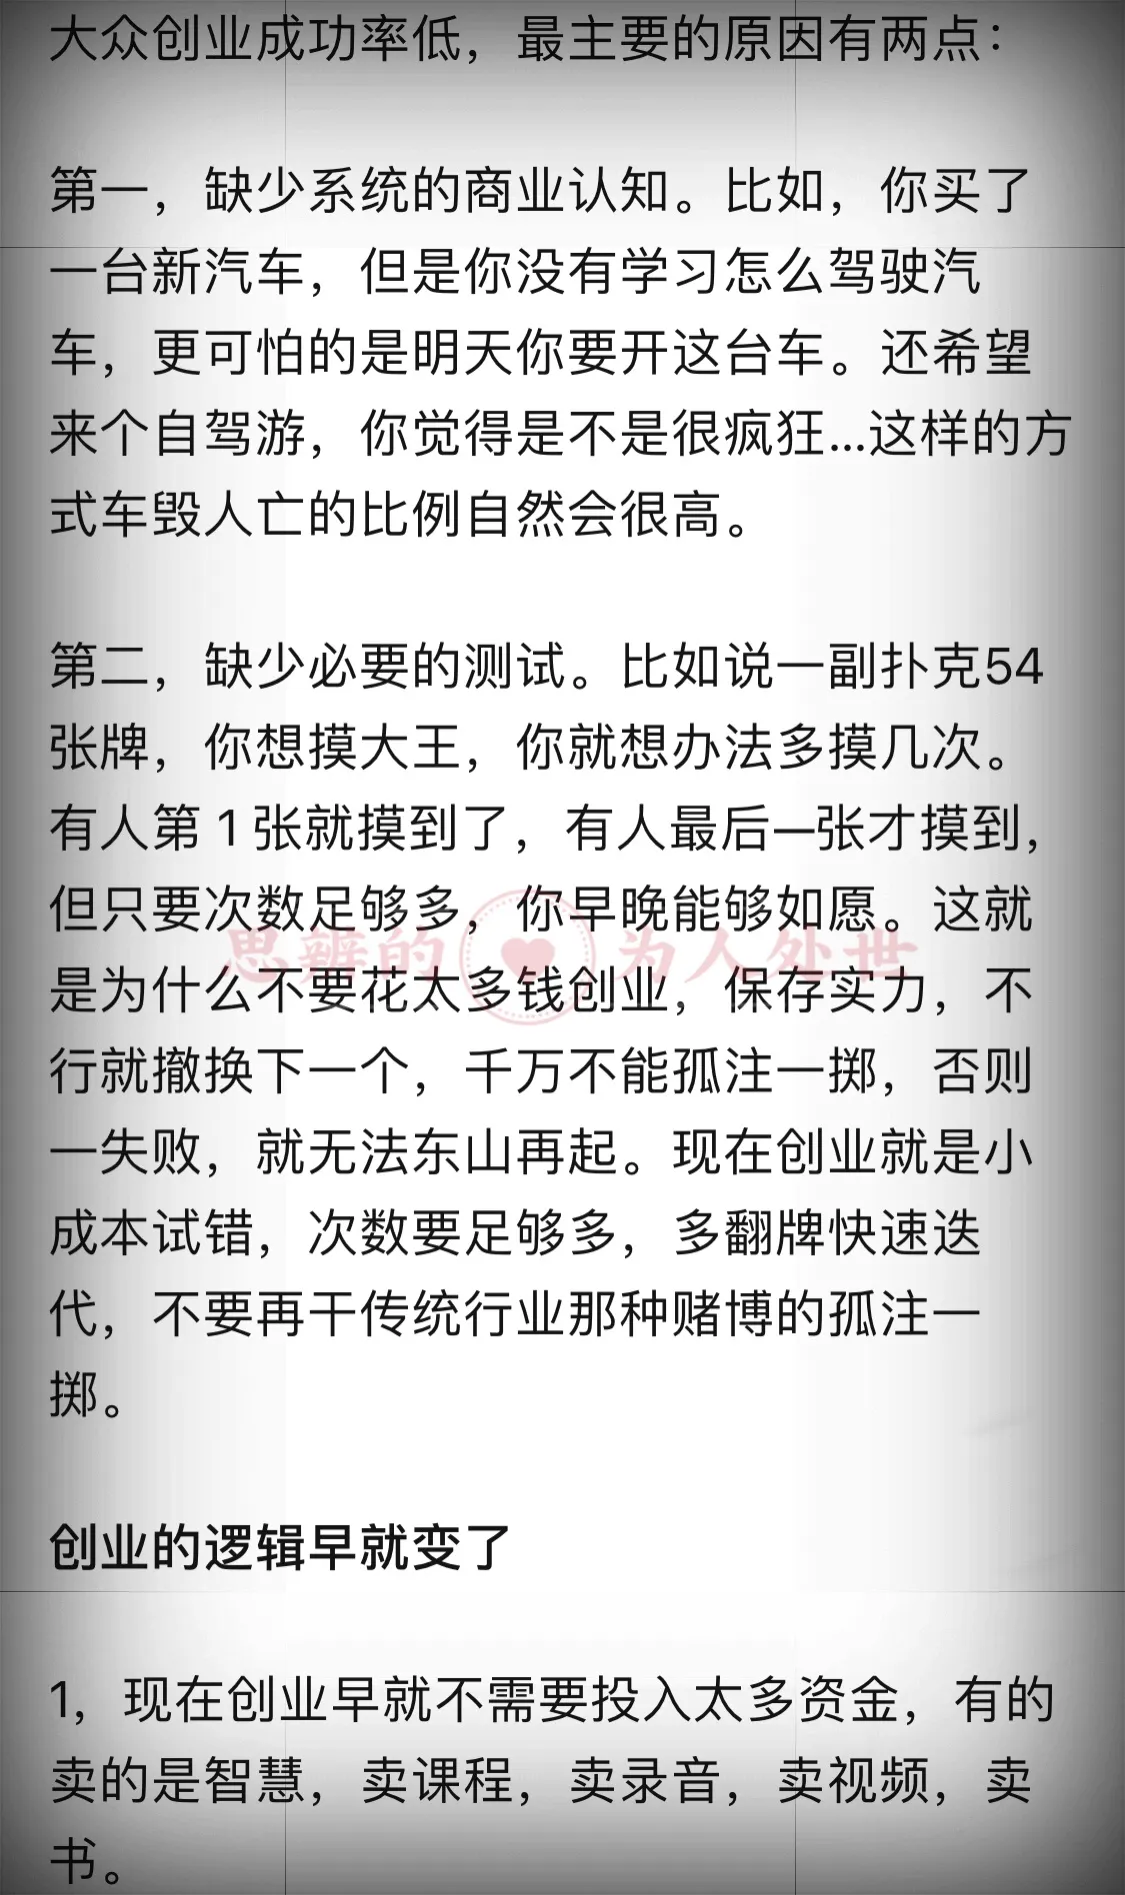 大众创业成功率低，最主要的原因有两点：
第一，缺少系统的商业认知。比如，你买了
一台新汽车，但是你没有学习怎么驾驶汽
车，更可怕的是明天你要开这台车。还希望
来个自驾游，你觉得是不是很疯狂...这样的方
式车毁人亡的比例自然会很高。
第二，缺少必要的测试。比如说一副扑克54
张牌，你想摸大王，你就想办法多摸几次。
有人第１张就摸到了，有人最后—张才摸到，
但只要次数足够多，你早晚能够如愿。这就
思辨的 为人处世
是为什么不要花太多钱创业，保存实力，不
行就撤换下一个，千万不能孤注一掷，否则
一失败，就无法东山再起。现在创业就是小
成本试错，次数要足够多，多翻牌快速迭
代，不要再干传统行业那种赌博的孤注一
掷。
创业的逻辑早就变了
1，现在创业早就不需要投入太多资金，有的
卖的是智慧，卖课程，卖录音，卖视频，卖
书。